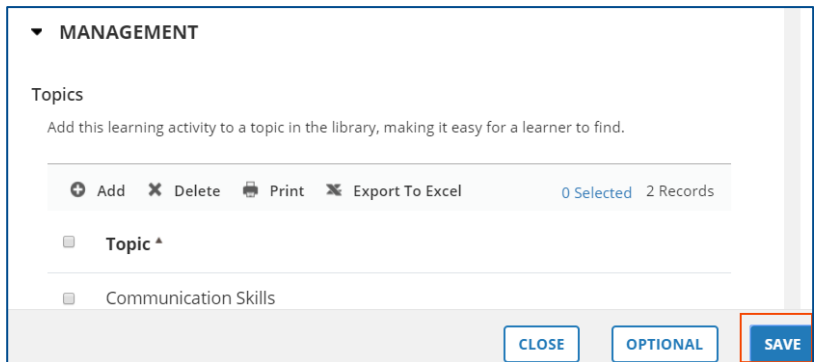 MANAGEMENT
Topics
Add this learning activity to a topic in the library, making it easy for a learner to find.
Add Delete Print Export To Excel 0 Selected 2 Records
Topic
Communication Skills
CLOSE OPTIONAL SAVE